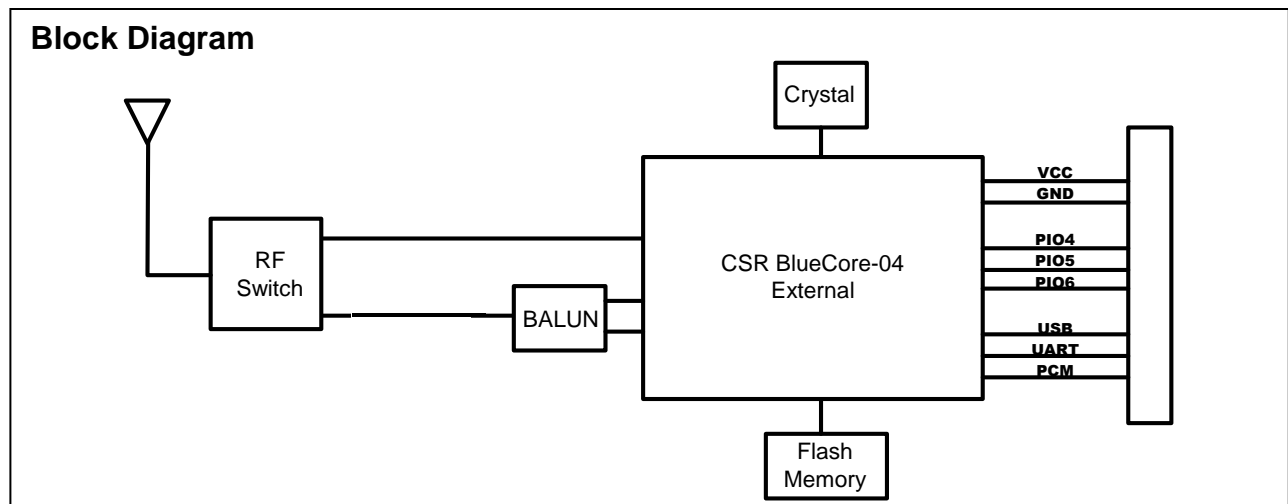 Block Diagram
Crystal
VCC
GND
PIO4
RF
Switch
CSR BlueCore-04
External
PIO5
PIO6
BALUN
USB
UART
PCM
Flash
Memory